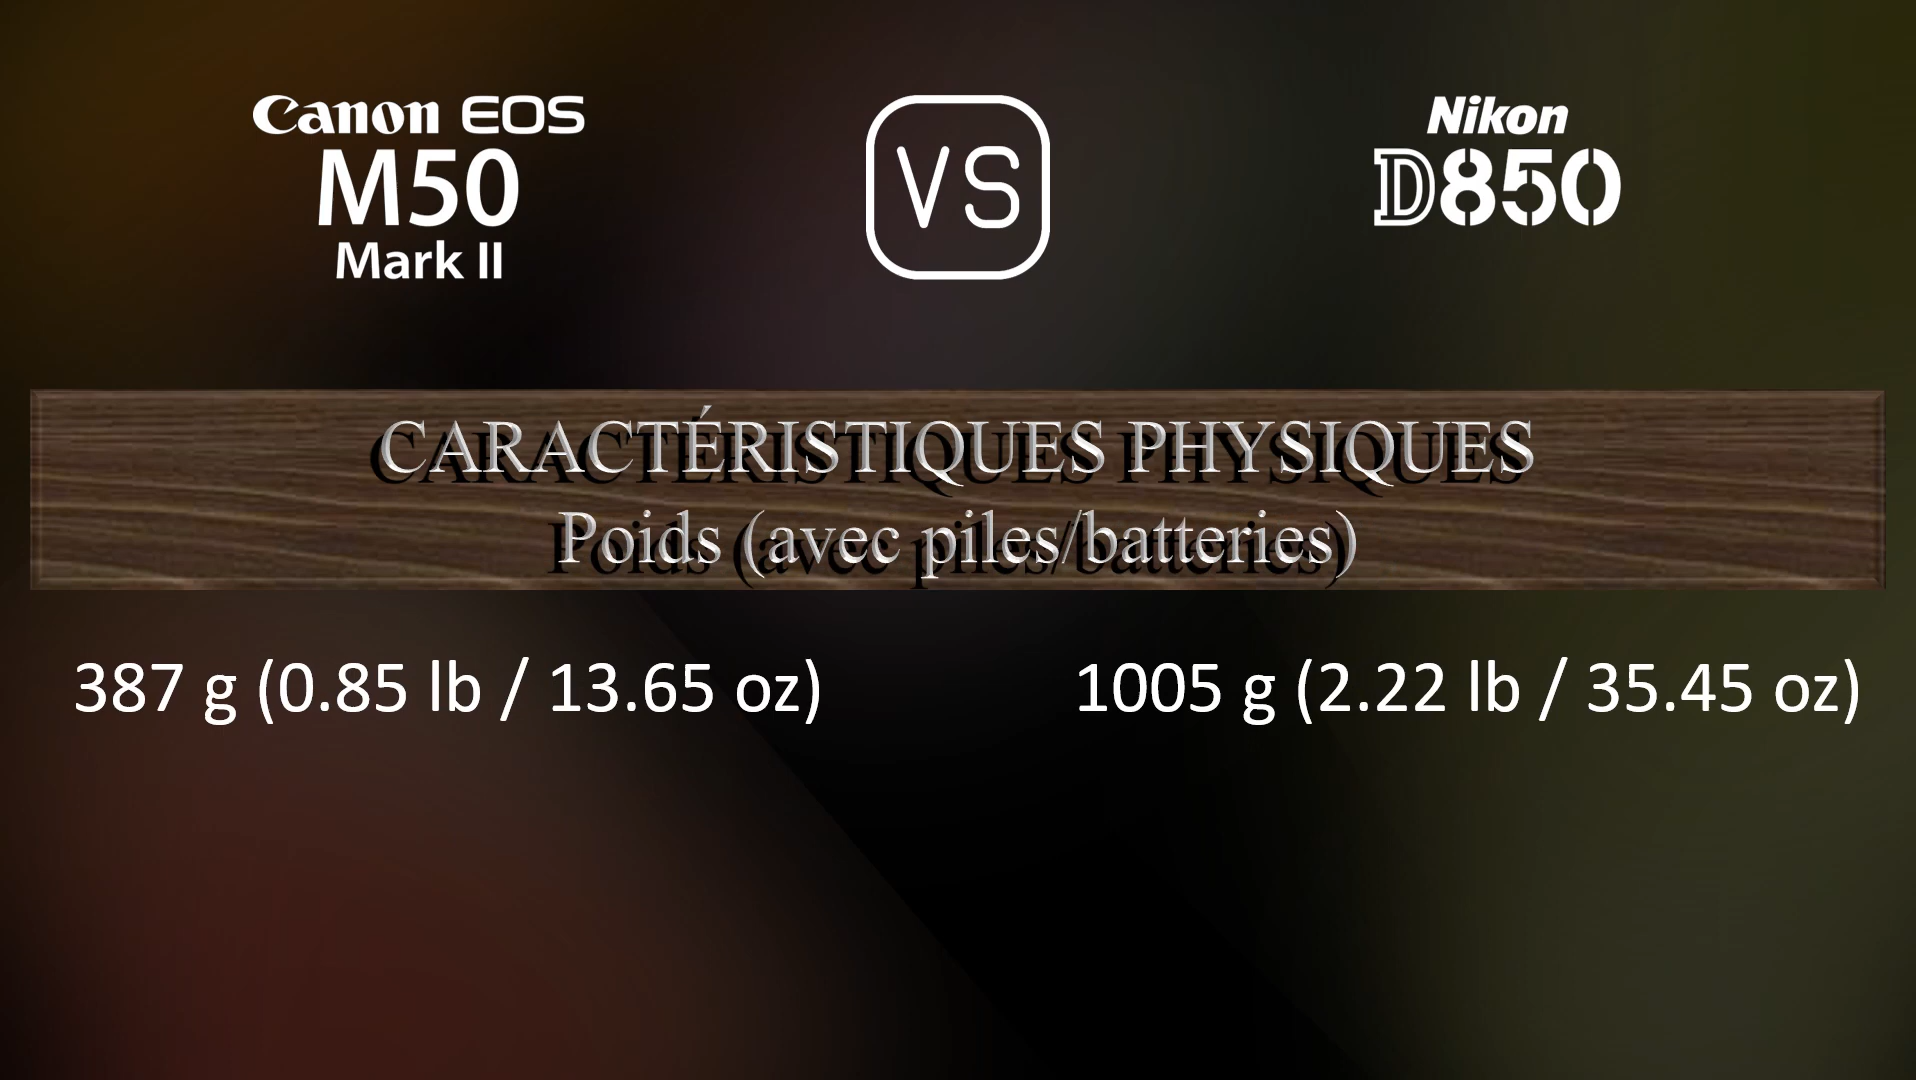 Canon EOS
M50
Mark II
VS
Nikon
D850
CARACTÉRISTIQUES PHYSIQUES
Poids (avec piles/batteries)
387 g (0.85 lb / 13.65 oz)
1005 g (2.22 lb / 35.45 oz)